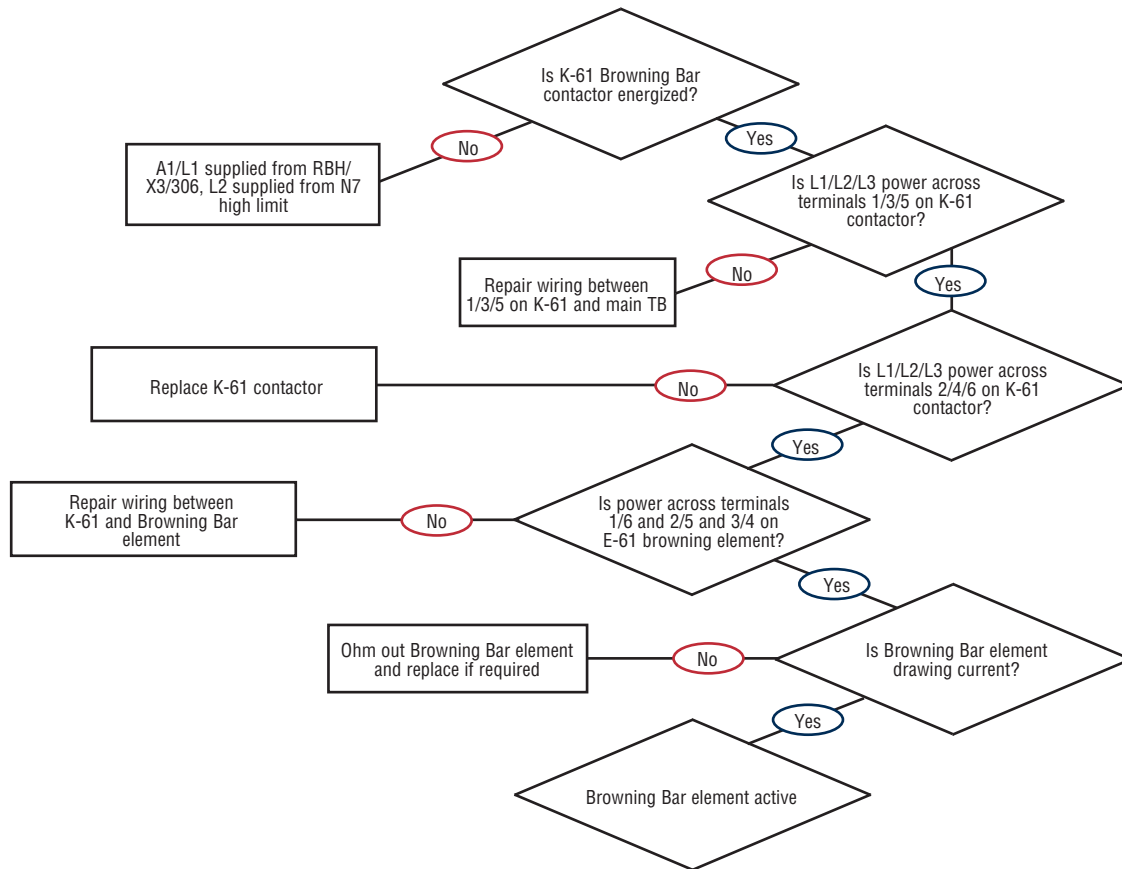 Is K-61 Browning Bar
contactor energized?
No
Yes
A1/L1 supplied from RBH/
X3/306, L2 supplied from N7
high limit
Is L1/L2/L3 power across
terminals 1/3/5 on K-61
contactor?
No
Repair wiring between
1/3/5 on K-61 and main TB
Yes
Is L1/L2/L3 power across
terminals 2/4/6 on K-61
contactor?
No
Replace K-61 contactor
Yes
Is power across terminals
1/6 and 2/5 and 3/4 on
E-61 browning element?
No
Repair wiring between
K-61 and Browning Bar
element
Yes
Is Browning Bar element
drawing current?
No
Ohm out Browning Bar element
and replace if required
Yes
Browning Bar element active